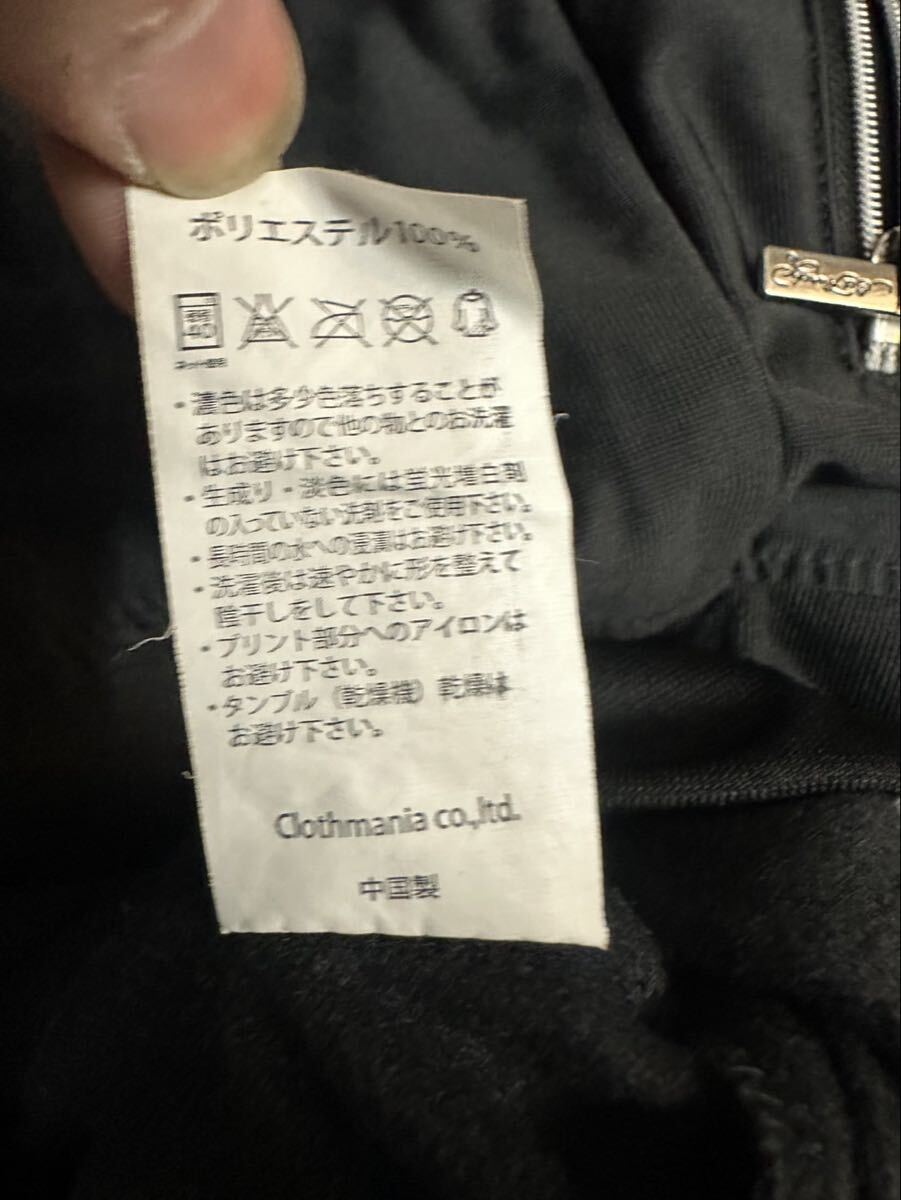 ポリエステル100%
・濃色は多少色落ちすることが
ありますので他の物とのお洗濯
はお避け下さい。
・生成り・淡色には蛍光増白剤
の入っていない洗剤をご使用下さい。
・長時間の水への浸漬はお避け下さい。
・洗濯後は速やかに形を整えて
陰干しをして下さい。
・プリント部分へのアイロンは
お避け下さい。
・タンブル（乾燥機）乾燥は
お避け下さい。
Clothmania co.,ltd.
中国製